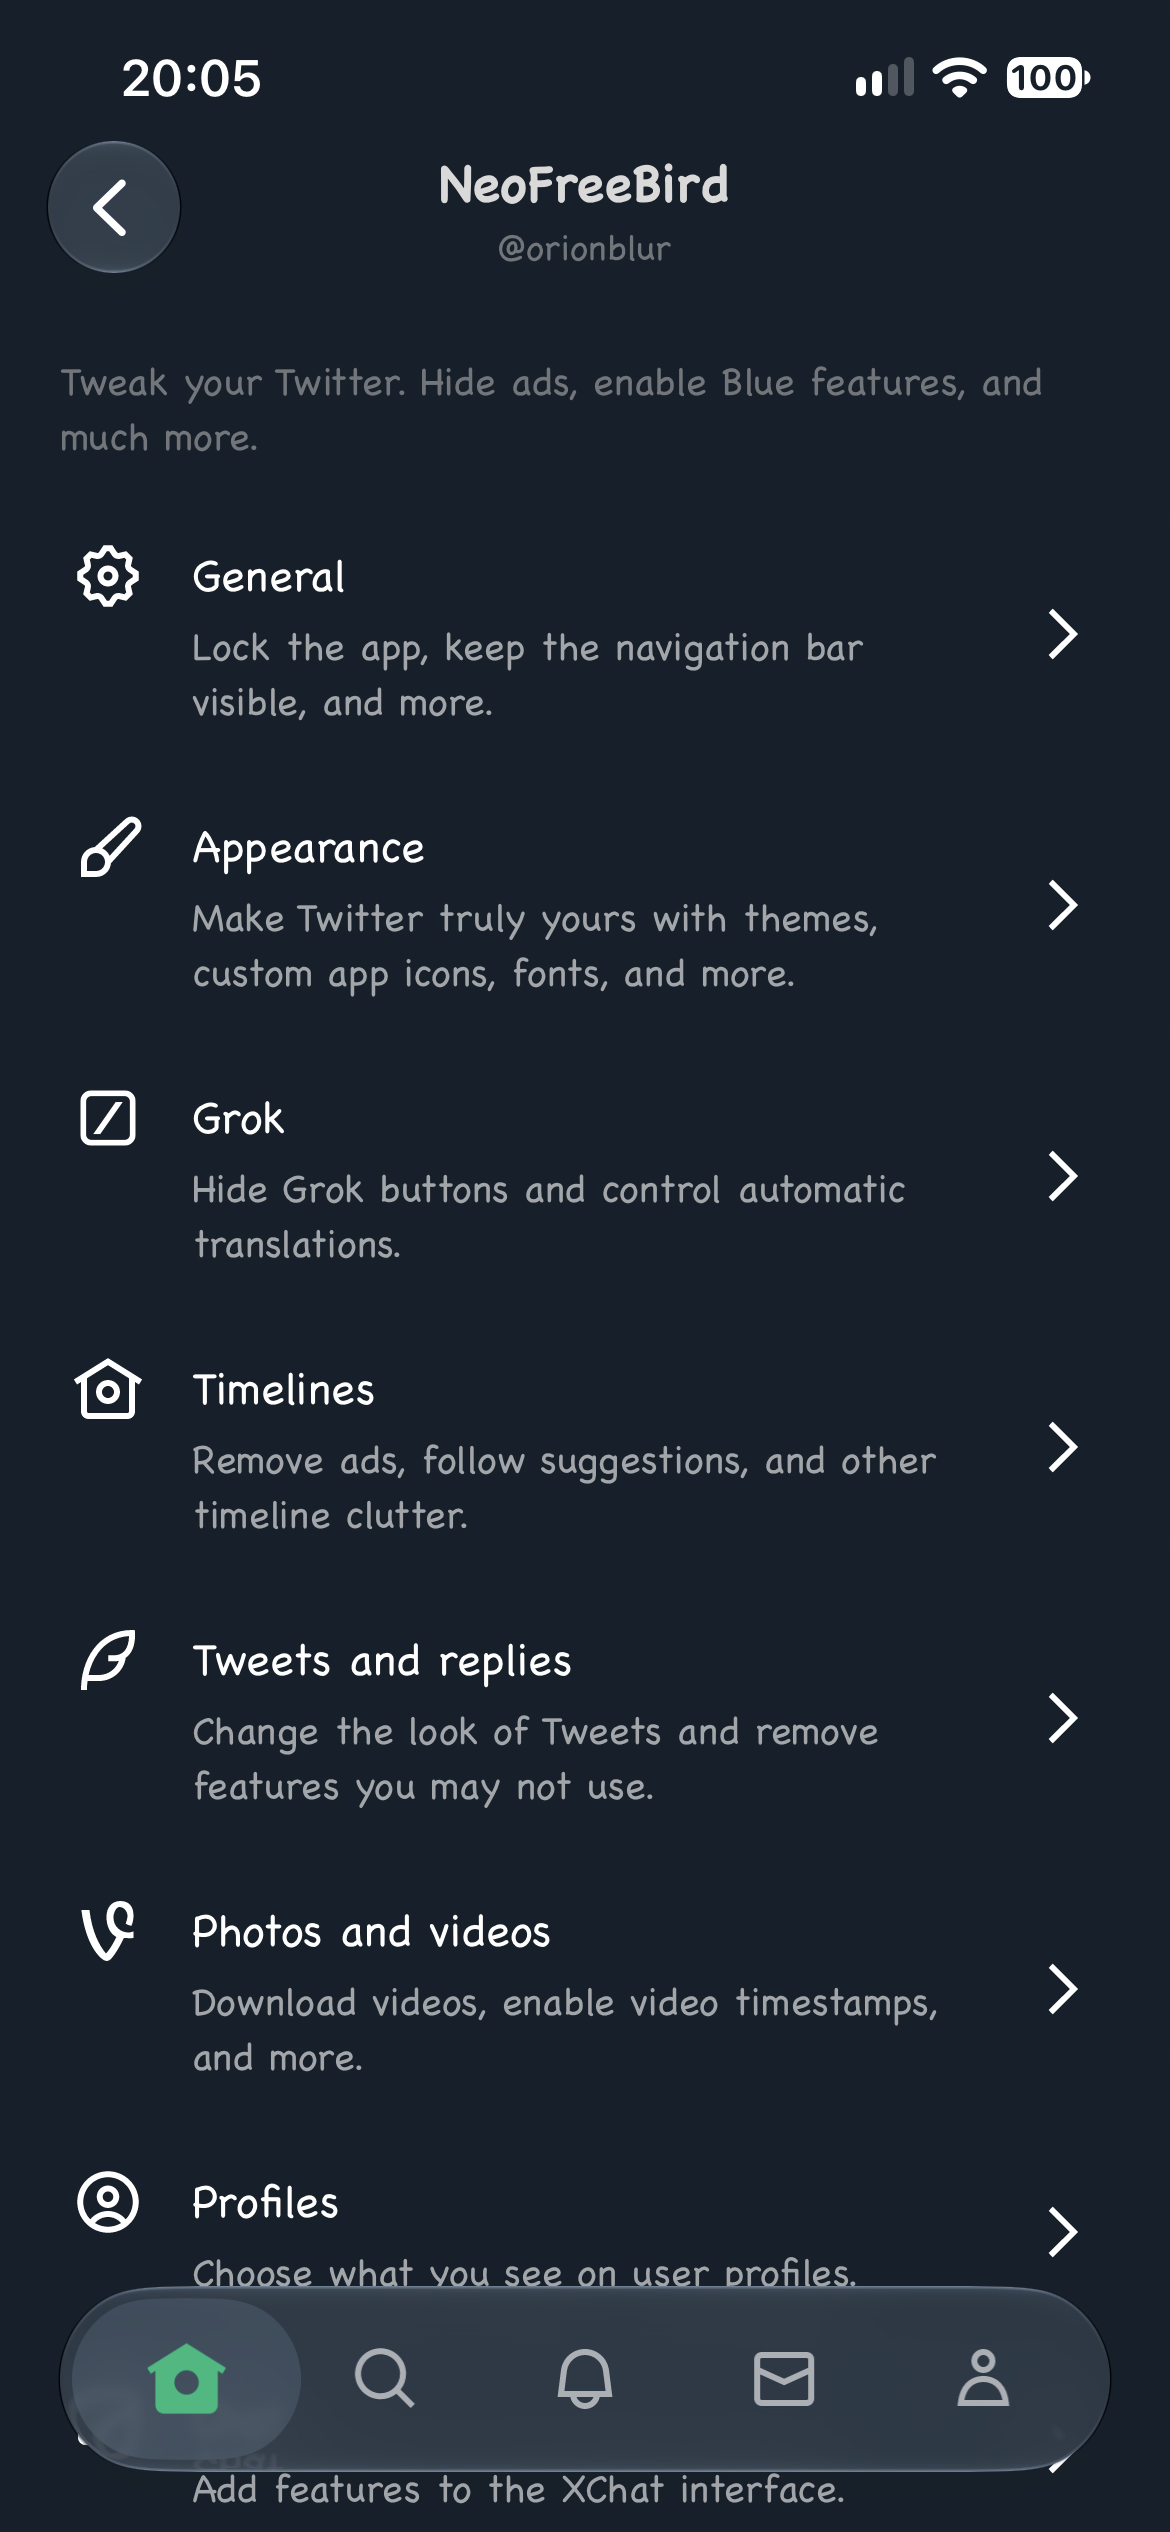 20:05
100
NeoFreeBird
@orionblur
Tweak your Twitter. Hide ads, enable Blue features, and
much more.
General
Lock the app, keep the navigation bar
visible, and more.
Appearance
Make Twitter truly yours with themes,
custom app icons, fonts, and more.
Grok
Hide Grok buttons and control automatic
translations.
Timelines
Remove ads, follow suggestions, and other
timeline clutter.
Tweets and replies
Change the look of Tweets and remove
features you may not use.
Photos and videos
Download videos, enable video timestamps,
and more.
Profiles
Choose what you see on user profiles.
Add features to the XChat interface.